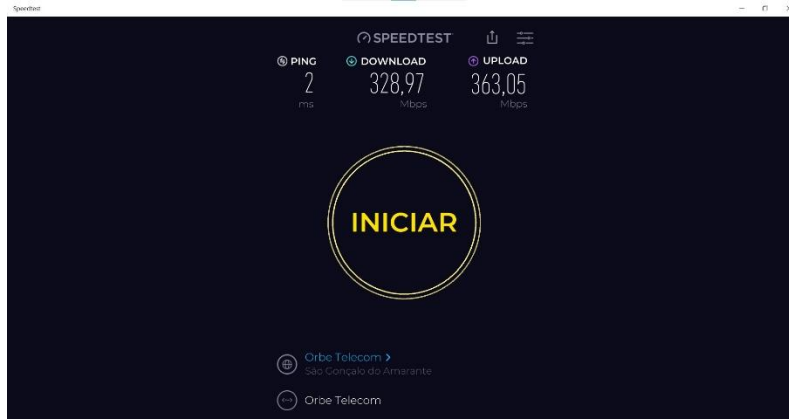 Speedtest
SPEEDTEST
PING DOWNLOAD UPLOAD
2 328,97 363,05
ms Mbps Mbps
INICIAR
Orbe Telecom >
São Gonçalo do Amarante
Orbe Telecom